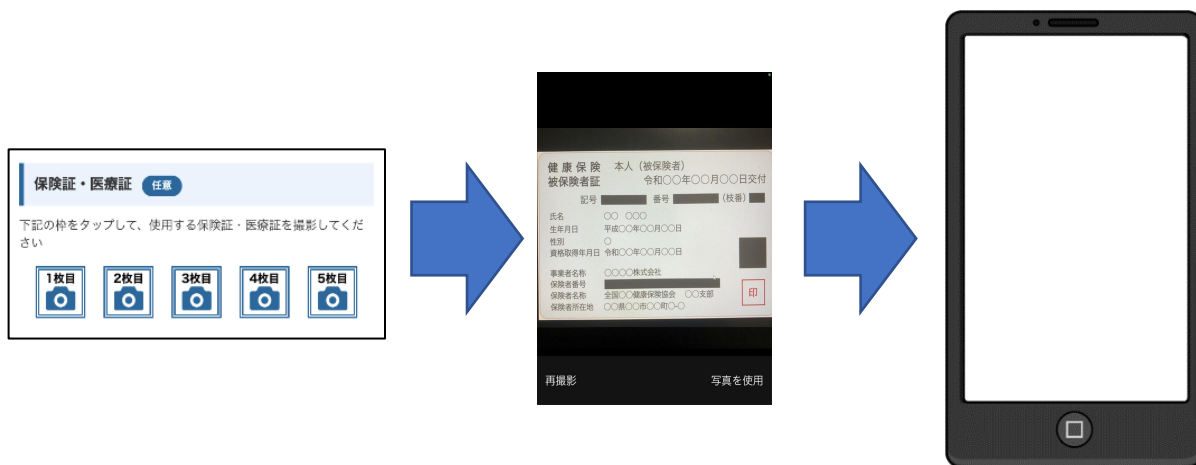 保険証・医療証 任意
下記の枠をタップして、使用する保険証・医療証を撮影してくだ
さい
1枚目 2枚目 3枚目 4枚目 5枚目
健康保険 本人（被保険者）
被保険者証 令和〇〇年〇〇月〇〇日交付
記号 番号 （枝番）
氏名 〇〇 〇〇〇
生年月日 平成〇〇年〇〇月〇〇日
性別 〇
資格取得年月日 令和〇〇年〇〇月〇〇日
事業者名称 〇〇〇〇株式会社
保険者番号
保険者名称 全国〇〇健康保険協会 〇〇支部
保険者所在地 〇〇県〇〇市〇〇町〇-〇
印
再撮影 写真を使用